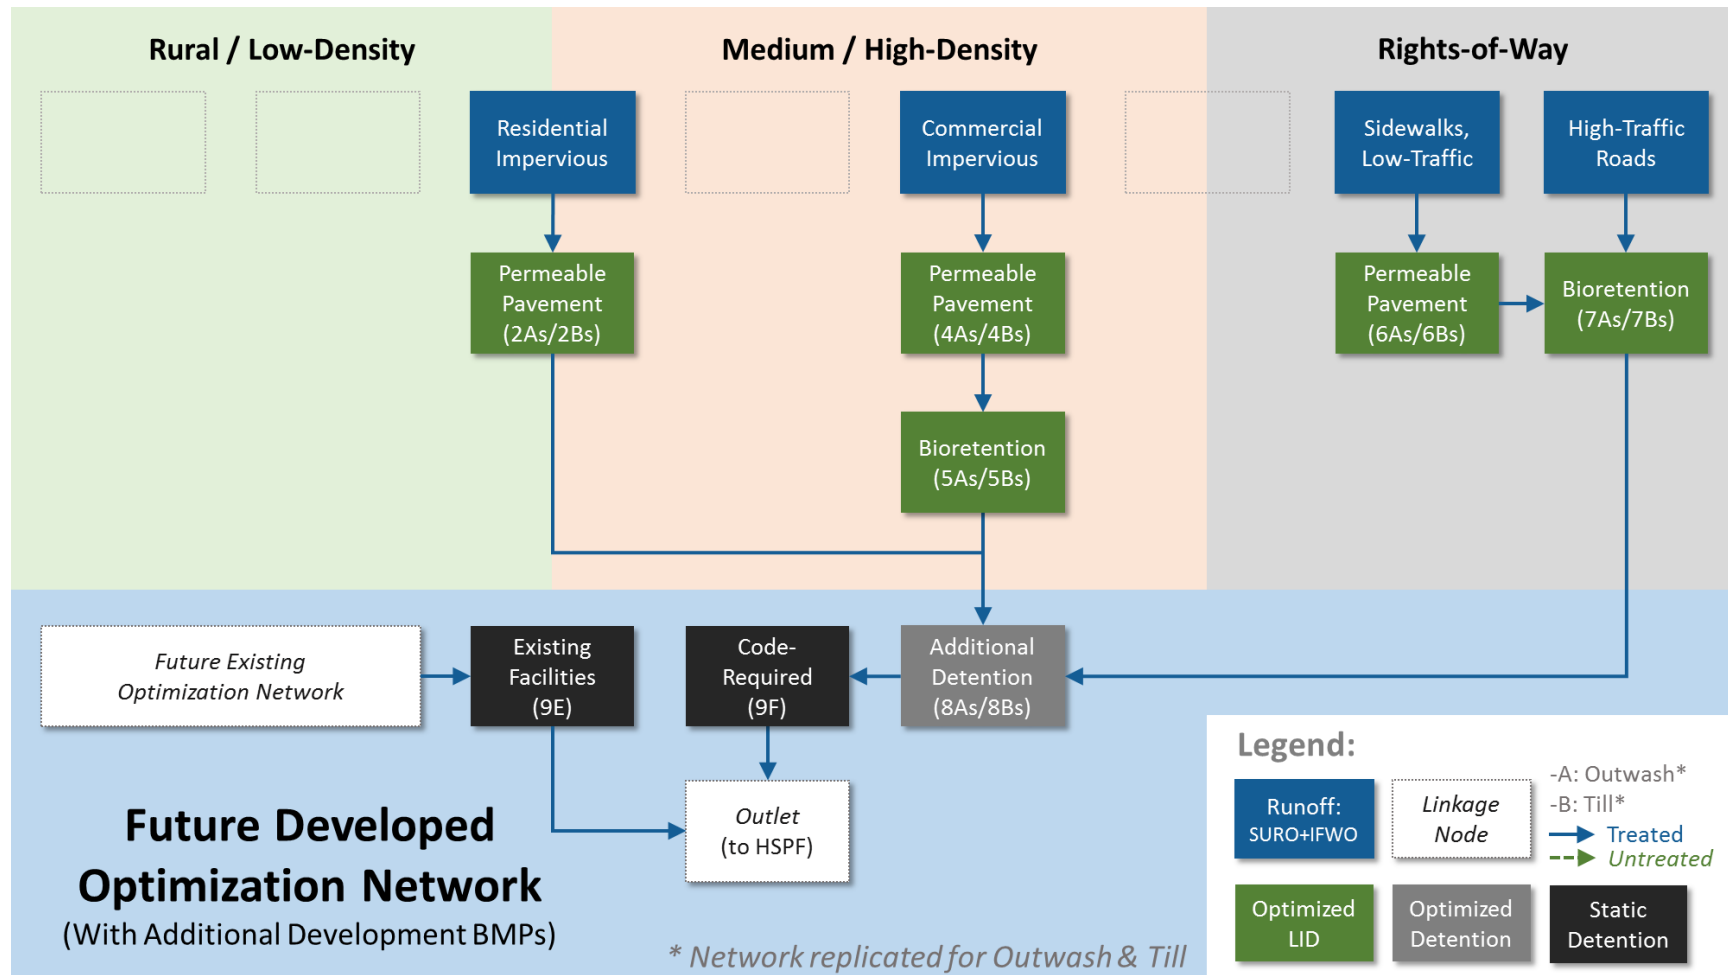 Rural / Low-Density
Medium / High-Density
Rights-of-Way
Residential
Impervious
Commercial
Impervious
Sidewalks,
Low-Traffic
High-Traffic
Roads
Permeable
Pavement
(2As/2Bs)
Permeable
Pavement
(4As/4Bs)
Permeable
Pavement
(6As/6Bs)
Bioretention
(7As/7Bs)
Bioretention
(5As/5Bs)
Future Existing
Optimization Network
Existing
Facilities
(9E)
Code-
Required
(9F)
Additional
Detention
(8As/8Bs)
Outlet
(to HSPF)
Future Developed
Optimization Network
(With Additional Development BMPs)
* Network replicated for Outwash & Till
Legend:
Runoff:
SURO+IFWO
Linkage
Node
-A: Outwash*
-B: Till*
Treated
Untreated
Optimized
LID
Optimized
Detention
Static
Detention